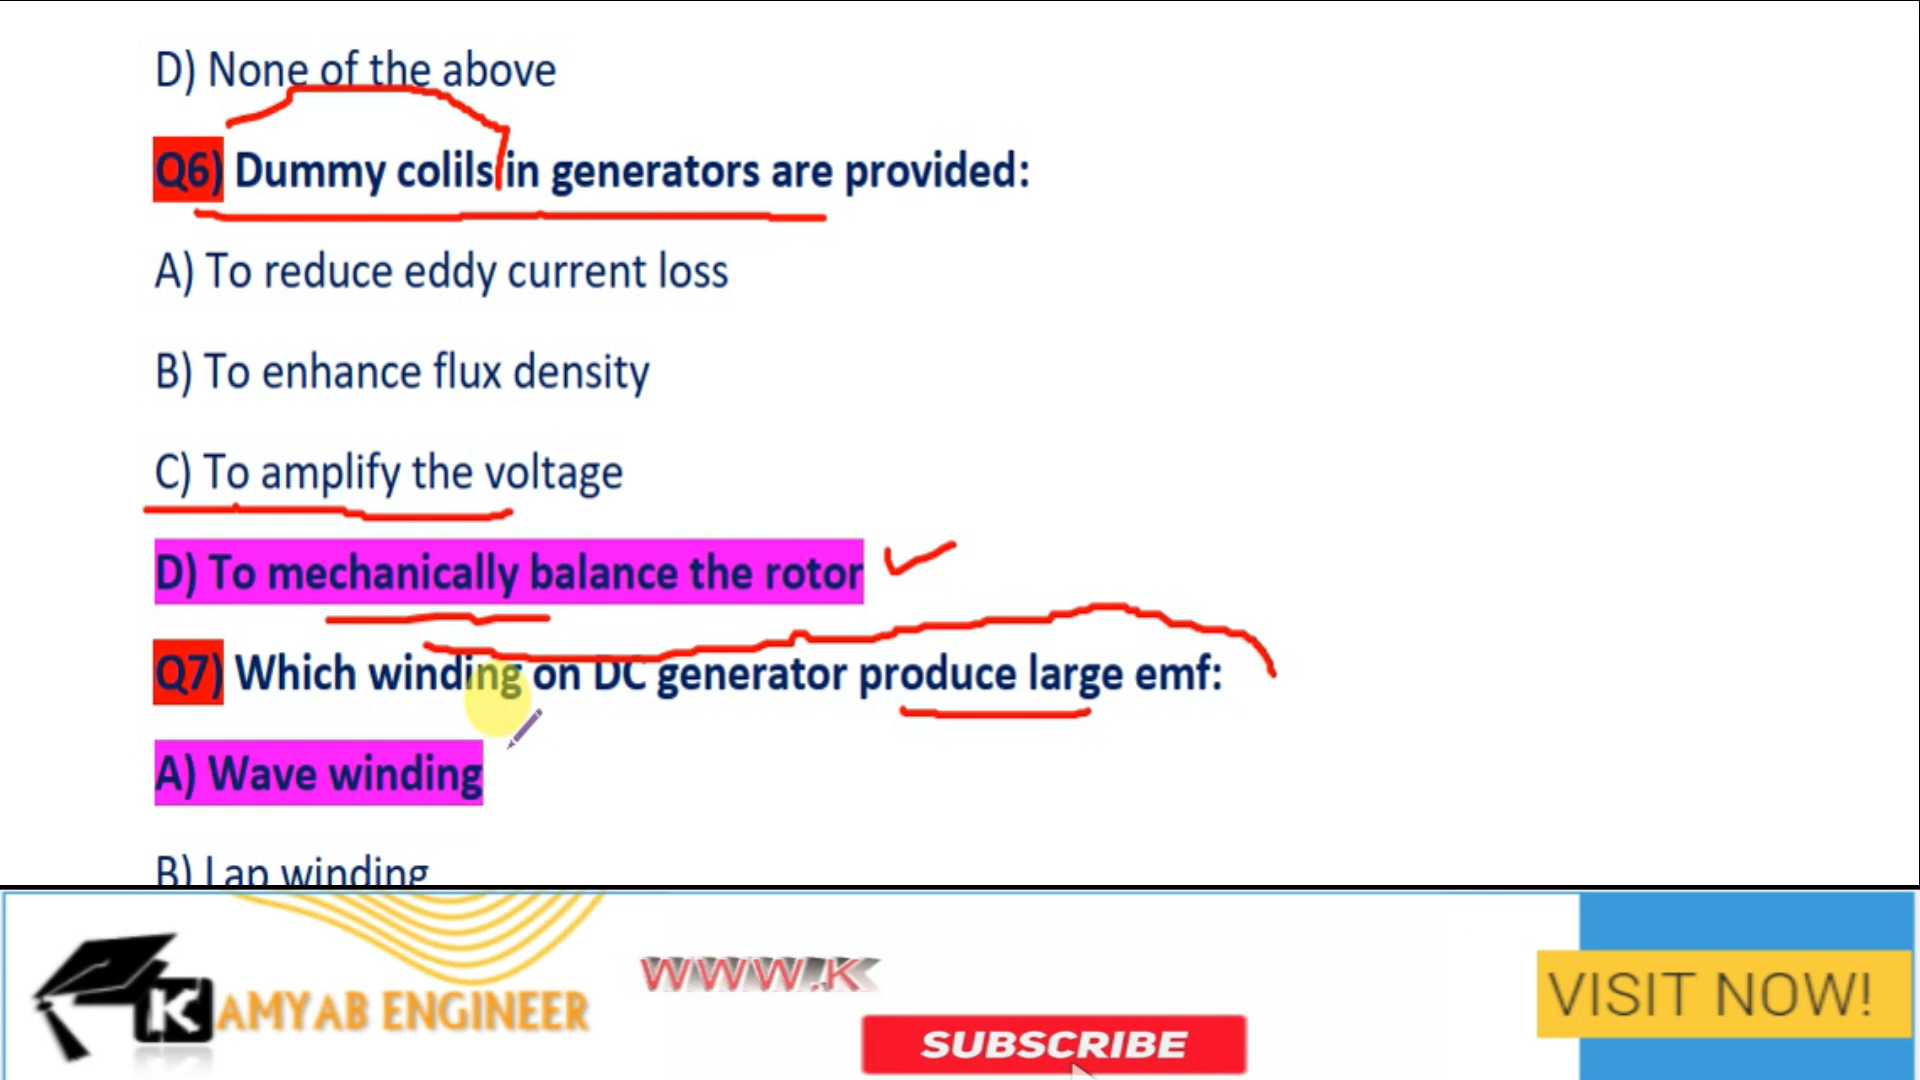 D) None of the above
Q6) Dummy colils in generators are provided:
A) To reduce eddy current loss
B) To enhance flux density
C) To amplify the voltage
D) To mechanically balance the rotor
Q7) Which winding on DC generator produce large emf:
A) Wave winding
B) Lap winding
KAMYAB ENGINEER
WWW.K
SUBSCRIBE
VISIT NOW!